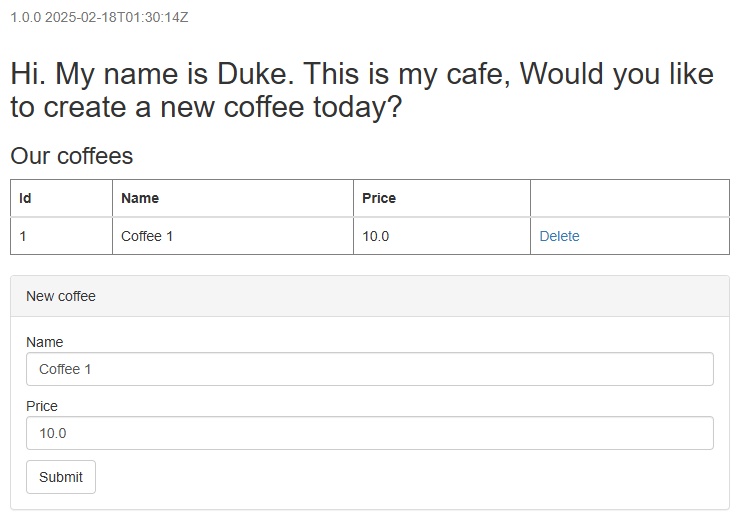 1.0.0 2025-02-18T01:30:14Z
Hi. My name is Duke. This is my cafe, Would you like
to create a new coffee today?
Our coffees
Id Name Price
1 Coffee 1 10.0 Delete
New coffee
Name
Coffee 1
Price
10.0
Submit